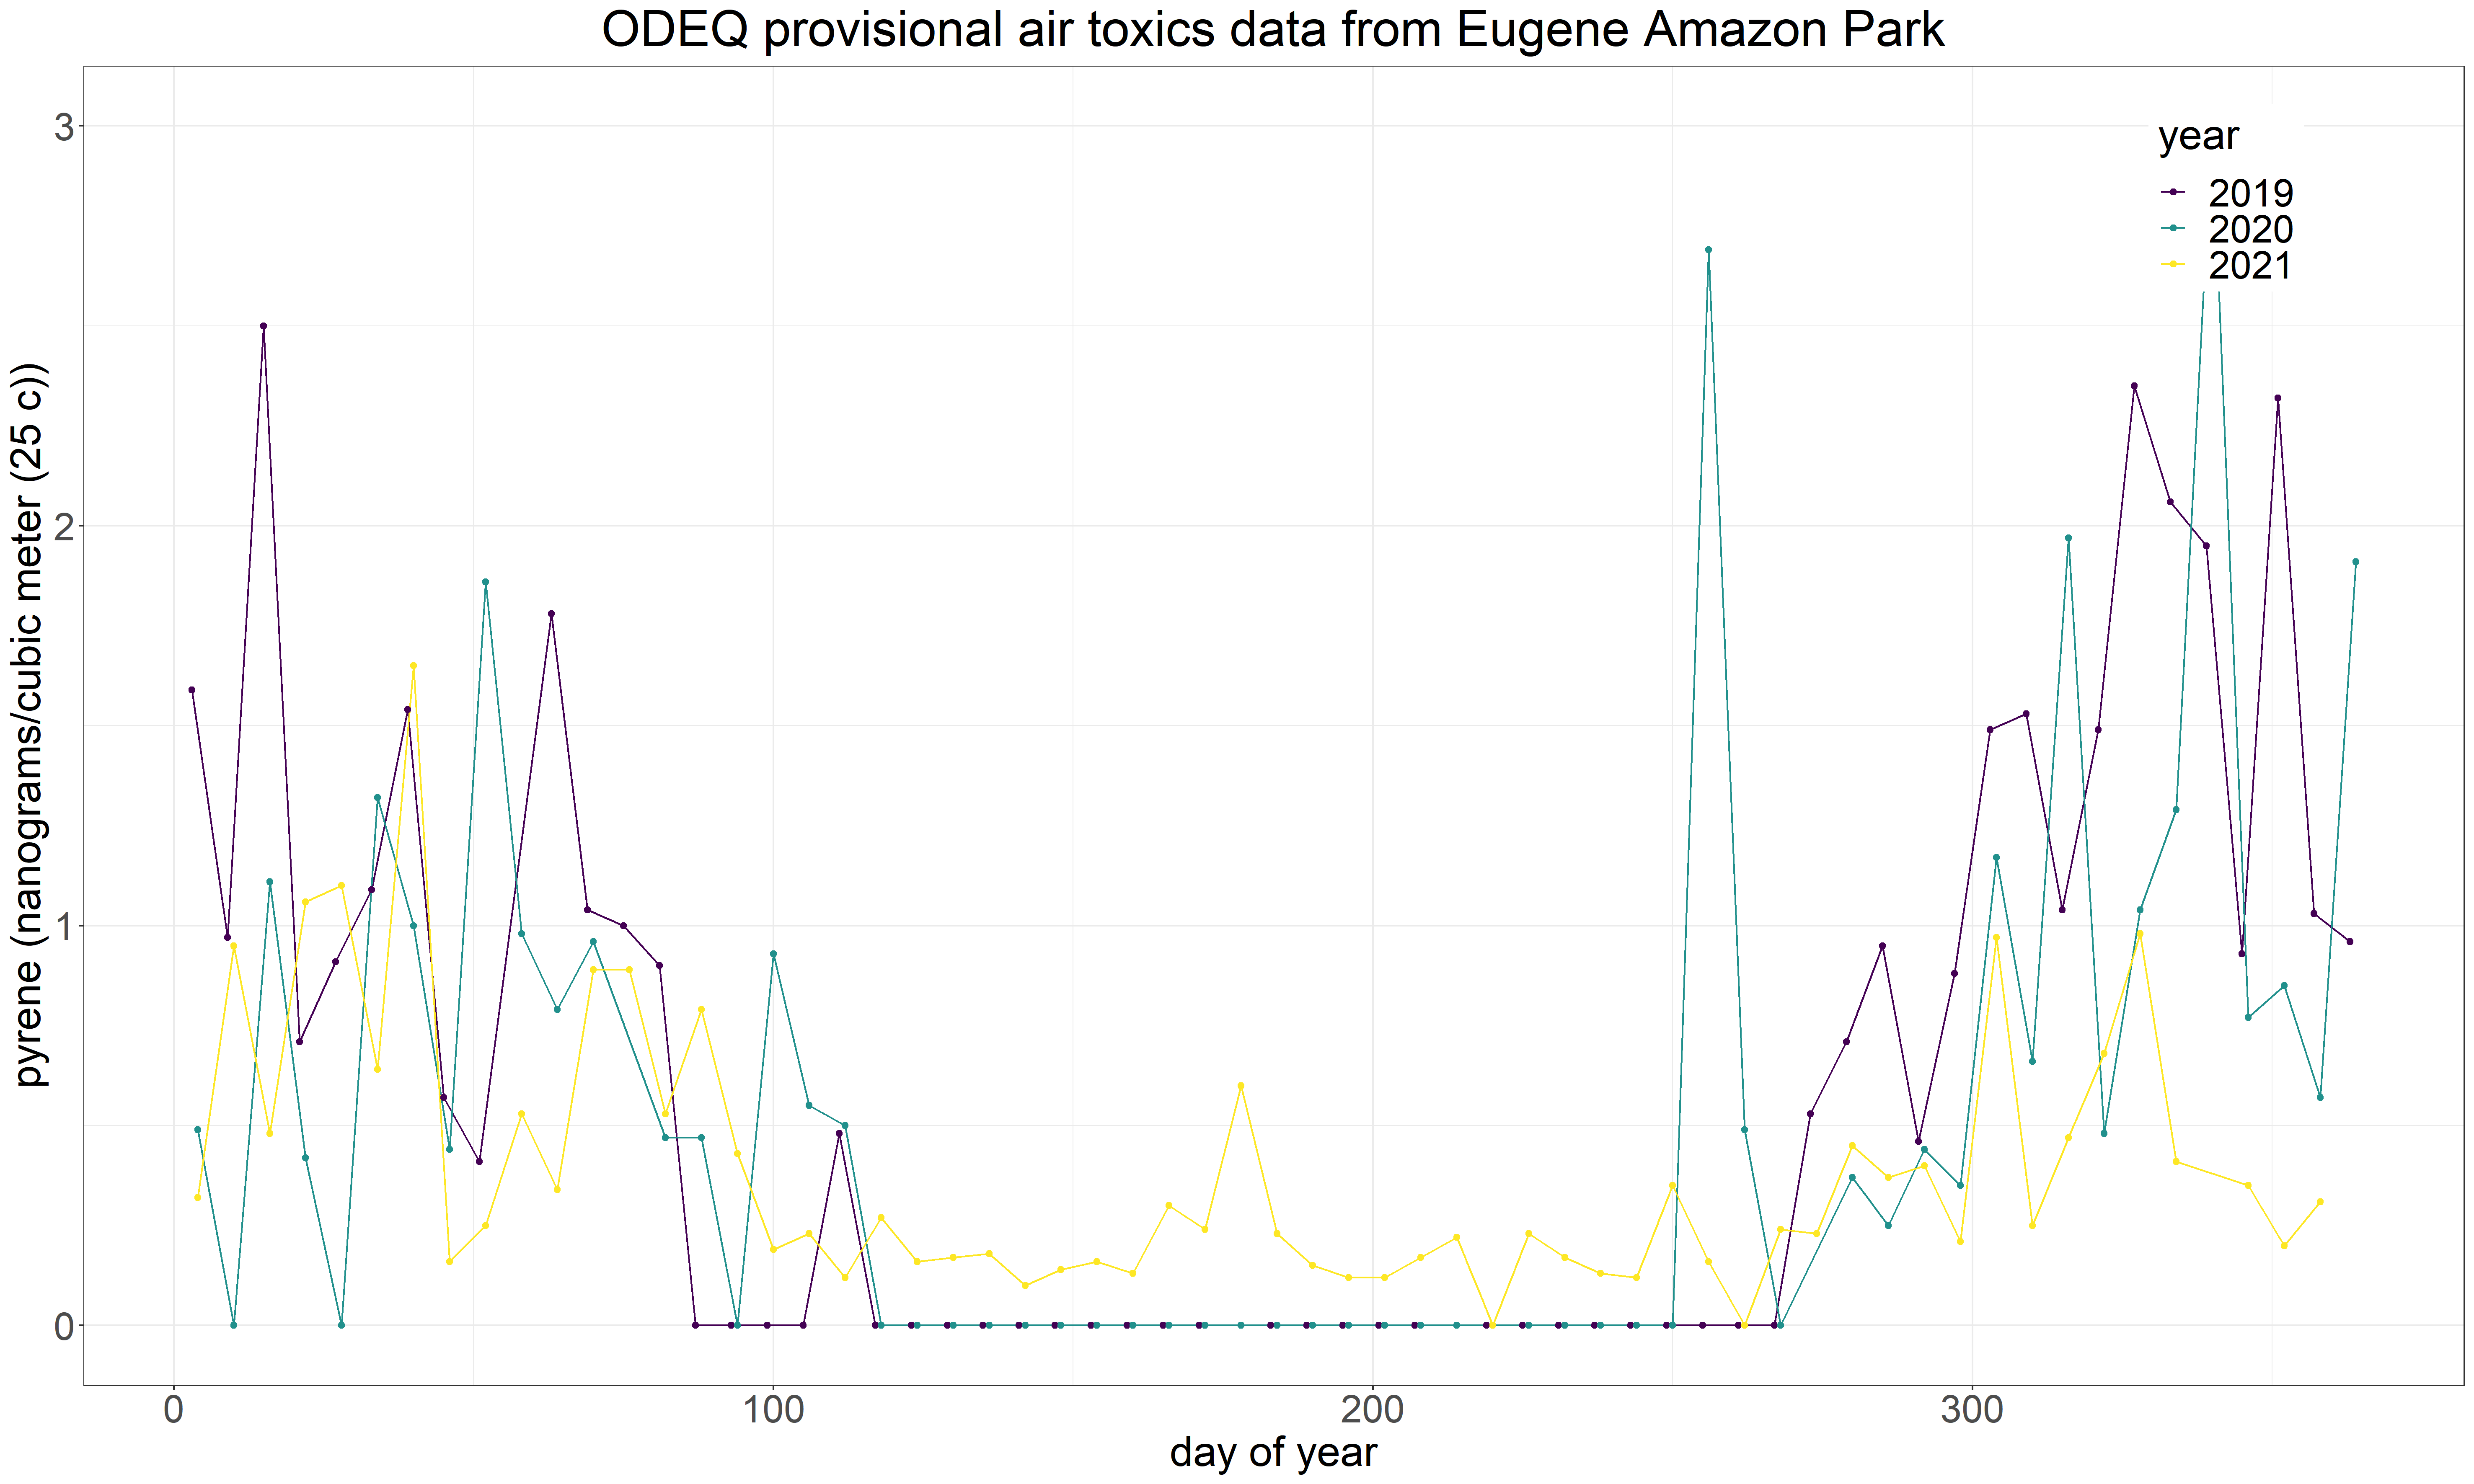 ODEQ provisional air toxics data from Eugene Amazon Park
3
2
1
0
pyrene (nanograms/cubic meter (25 c))
year
2019
2020
2021
0 100 200 300
day of year